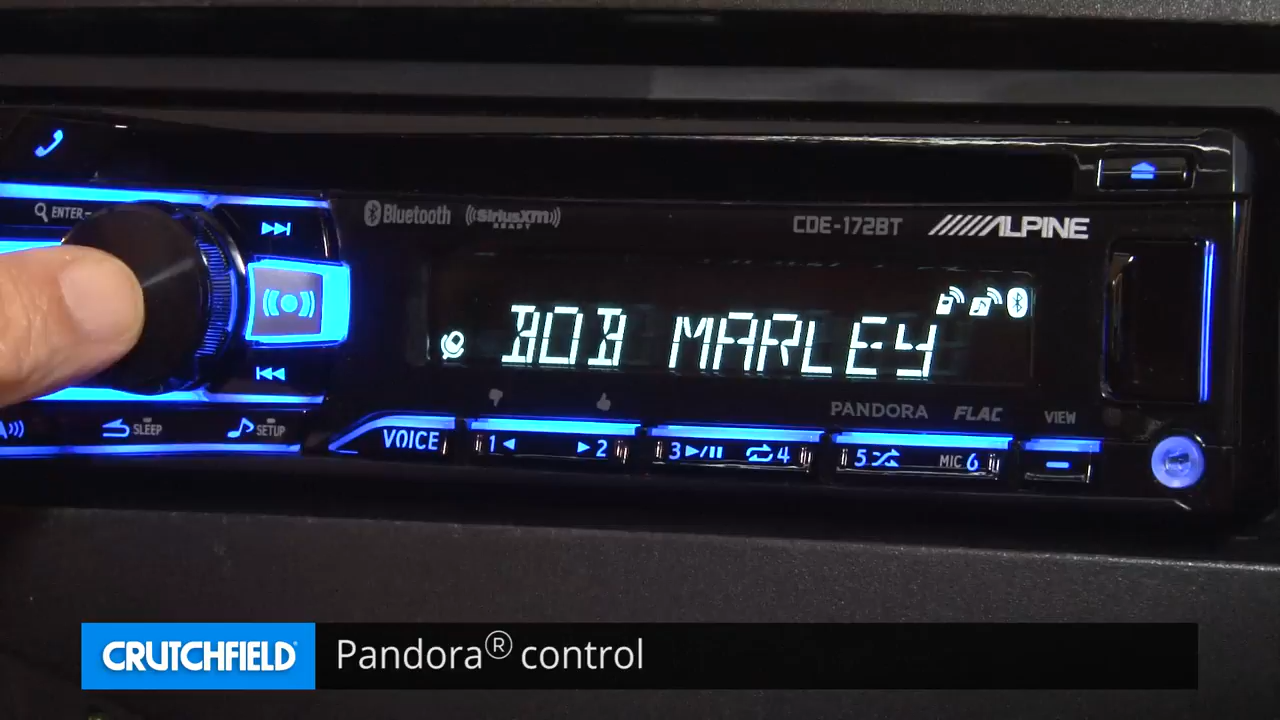 ENTER
Bluetooth
SiriusXM
READY
CDE-172BT
ALPINE
BOB MARLEY
PANDORA
FLAC
VIEW
SLEEP
SETUP
VOICE
1
2
3
4
5
MIC 6
CRUTCHFIELD®
Pandora® control